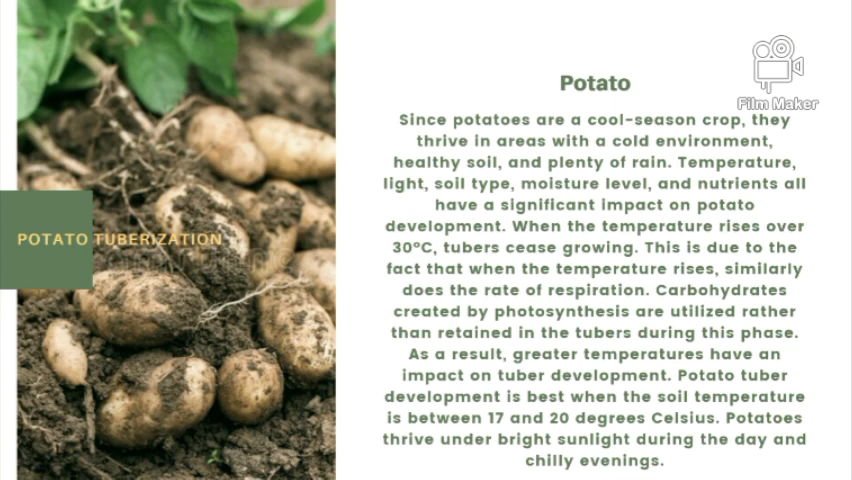 Potato
Film Maker
Since potatoes are a cool-season crop, they
thrive in areas with a cold environment,
healthy soil, and plenty of rain. Temperature,
light, soil type, moisture level, and nutrients all
have a significant impact on potato
development. When the temperature rises over
30°C, tubers cease growing. This is due to the
fact that when the temperature rises, similarly
does the rate of respiration. Carbohydrates
created by photosynthesis are utilized rather
than retained in the tubers during this phase.
As a result, greater temperatures have an
impact on tuber development. Potato tuber
development is best when the soil temperature
is between 17 and 20 degrees Celsius. Potatoes
thrive under bright sunlight during the day and
chilly evenings.
POTATO TUBERIZATION